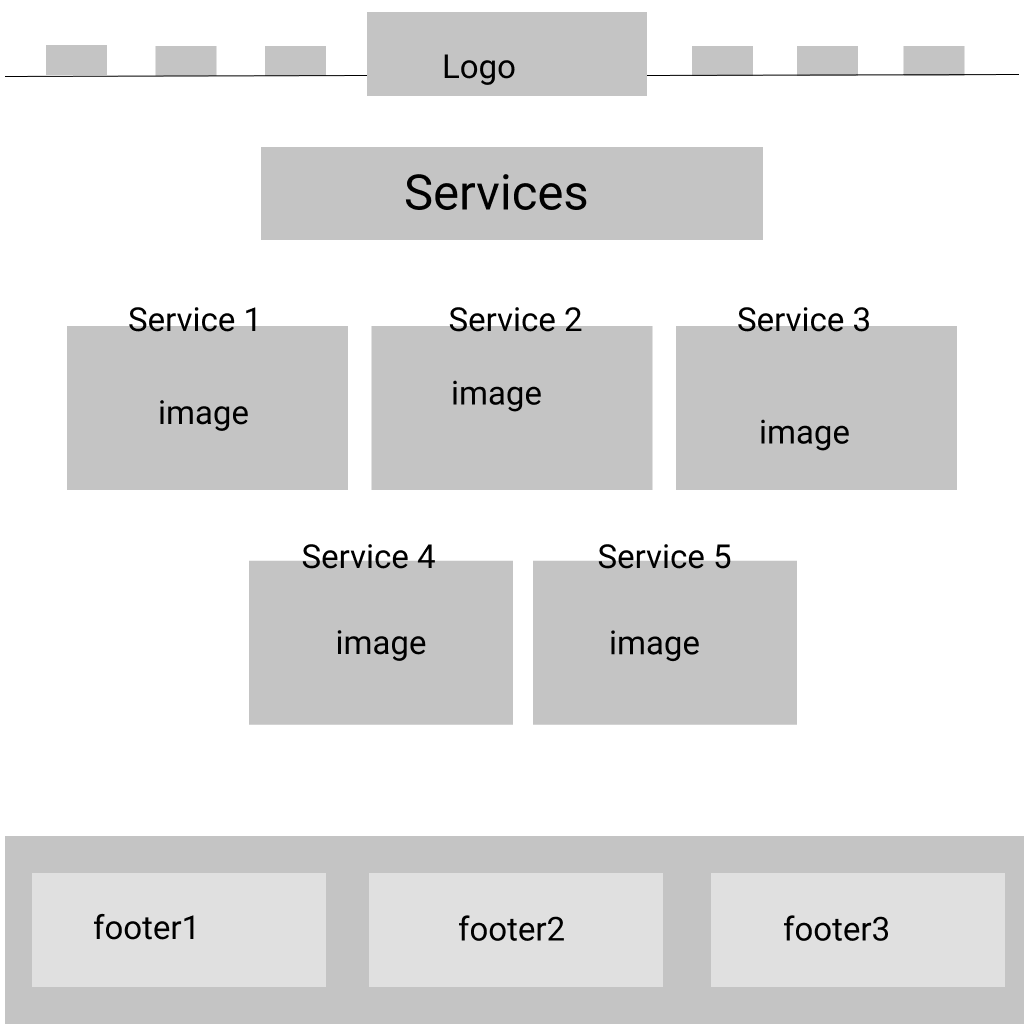 Logo
Services
Service 1
Service 2
Service 3
image
image
image
Service 4
Service 5
image
image
footer1
footer2
footer3